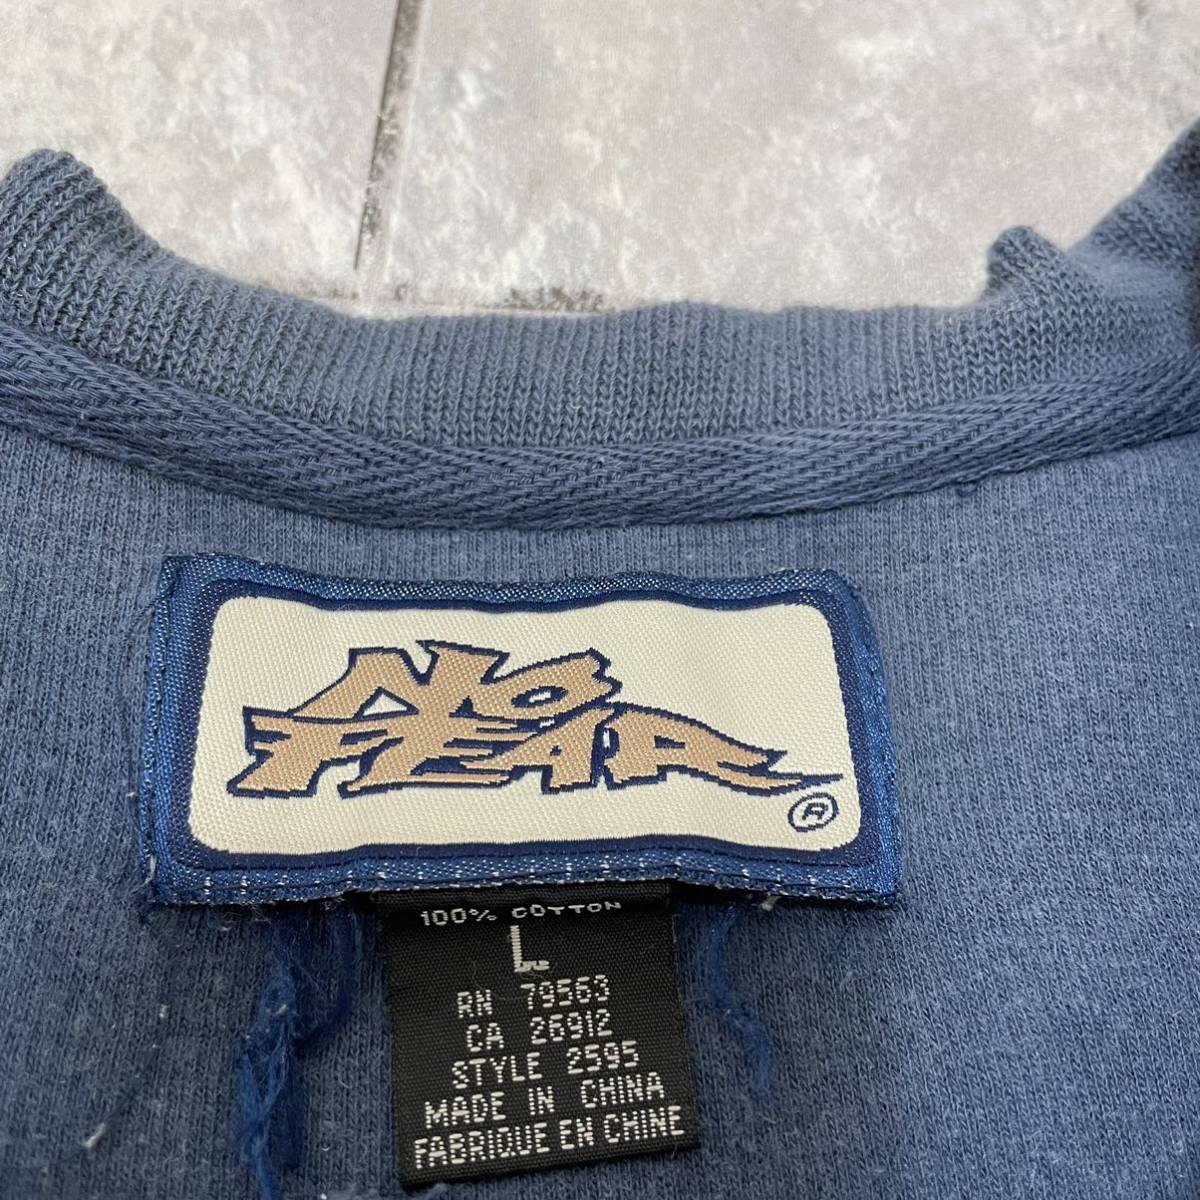 NO
FEAR
®
100% COTTON
L
RN 79563
CA 26912
STYLE 2595
MADE IN CHINA
FABRIQUE EN CHINE